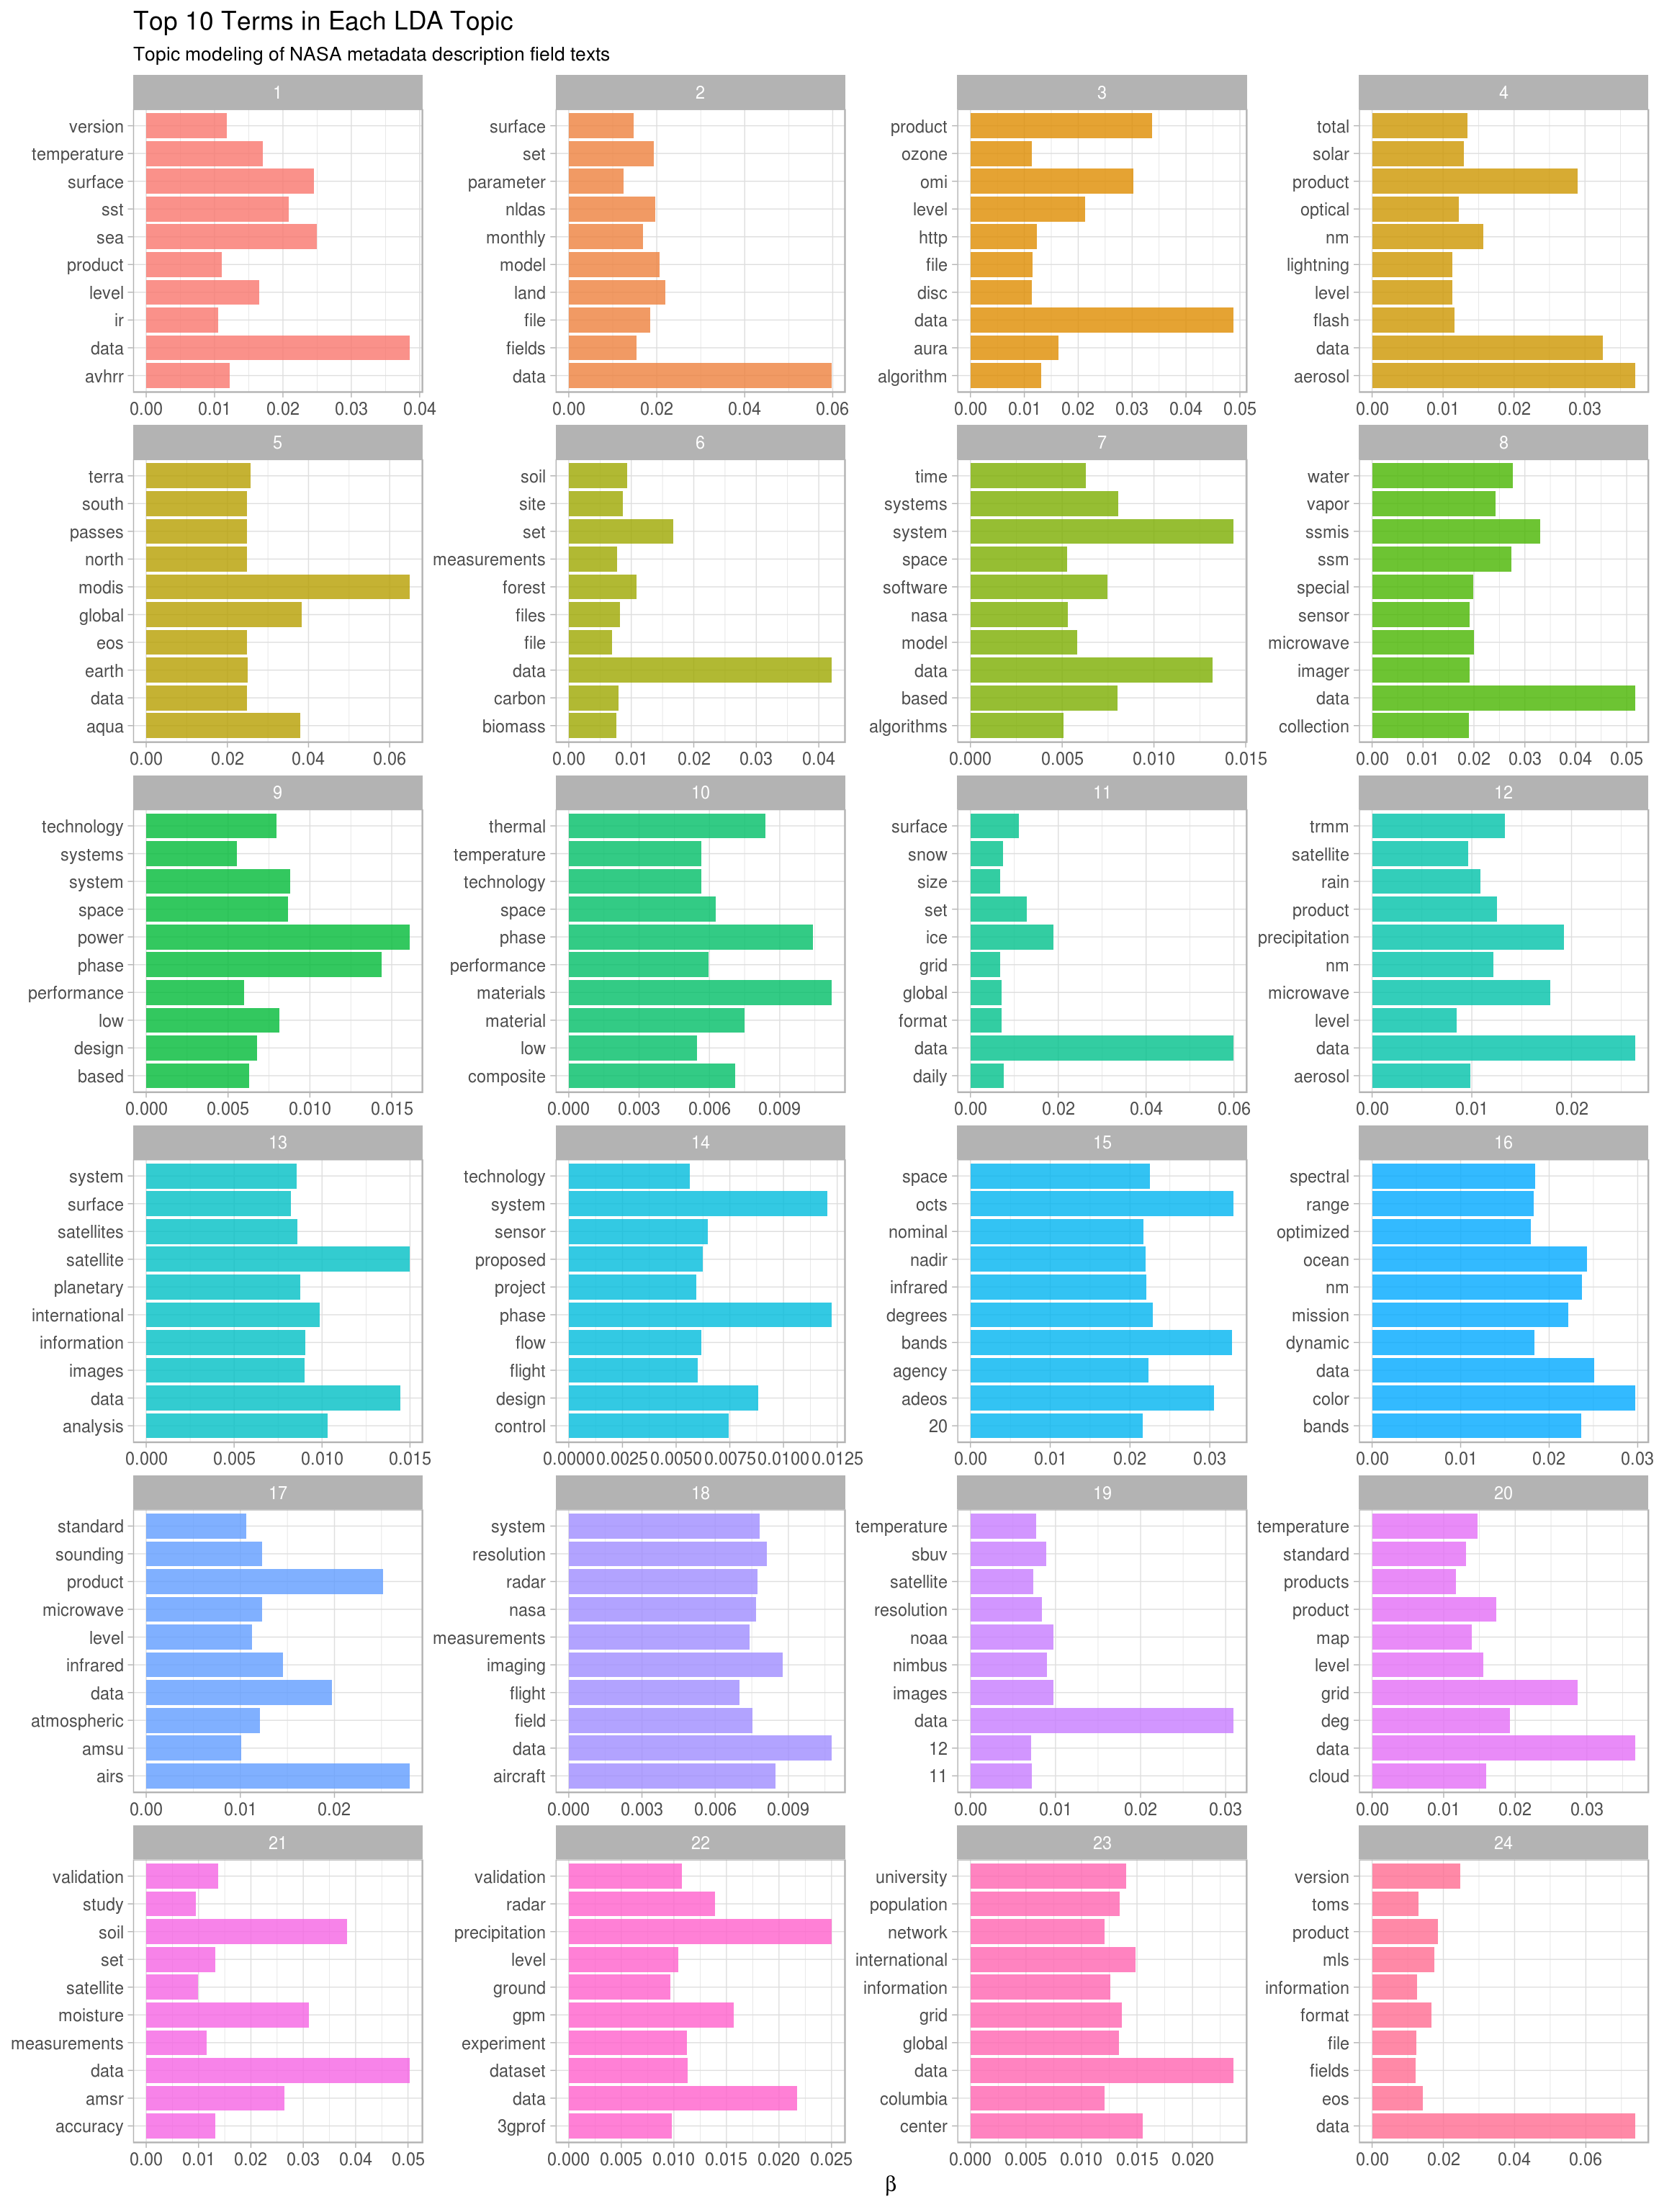 Top 10 Terms in Each LDA Topic
Topic modeling of NASA metadata description field texts
1
version
temperature
surface
sst
sea
product
level
ir
data
avhrr
0.00 0.01 0.02 0.03 0.04
2
surface
set
parameter
nldas
monthly
model
land
file
fields
data
0.00 0.02 0.04 0.06
3
product
ozone
omi
level
http
file
disc
data
aura
algorithm
0.00 0.01 0.02 0.03 0.04 0.05
4
total
solar
product
optical
nm
lightning
level
flash
data
aerosol
0.00 0.01 0.02 0.03
5
terra
south
passes
north
modis
global
eos
earth
data
aqua
0.00 0.02 0.04 0.06
6
soil
site
set
measurements
forest
files
file
data
carbon
biomass
0.00 0.01 0.02 0.03 0.04
7
time
systems
system
space
software
nasa
model
data
based
algorithms
0.000 0.005 0.010 0.015
8
water
vapor
ssmis
ssm
special
sensor
microwave
imager
data
collection
0.00 0.01 0.02 0.03 0.04 0.05
9
technology
systems
system
space
power
phase
performance
low
design
based
0.000 0.005 0.010 0.015
10
thermal
temperature
technology
space
phase
performance
materials
material
low
composite
0.000 0.003 0.006 0.009
11
surface
snow
size
set
ice
grid
global
format
data
daily
0.00 0.02 0.04 0.06
12
trmm
satellite
rain
product
precipitation
nm
microwave
level
data
aerosol
0.00 0.01 0.02
13
system
surface
satellites
satellite
planetary
international
information
images
data
analysis
0.000 0.005 0.010 0.015
14
technology
system
sensor
proposed
project
phase
flow
flight
design
control
0.0000 0.0025 0.0050 0.0075 0.0100 0.0125
15
space
octs
nominal
nadir
infrared
degrees
bands
agency
adeos
20
0.00 0.01 0.02 0.03
16
spectral
range
optimized
ocean
nm
mission
dynamic
data
color
bands
0.00 0.01 0.02 0.03
17
standard
sounding
product
microwave
level
infrared
data
atmospheric
amsu
airs
0.00 0.01 0.02
18
system
resolution
radar
nasa
measurements
imaging
flight
field
data
aircraft
0.000 0.003 0.006 0.009
19
temperature
sbuv
satellite
resolution
noaa
nimbus
images
data
12
11
0.00 0.01 0.02 0.03
20
temperature
standard
products
product
map
level
grid
deg
data
cloud
0.00 0.01 0.02 0.03
21
validation
study
soil
set
satellite
moisture
measurements
data
amsr
accuracy
0.00 0.01 0.02 0.03 0.04 0.05
22
validation
radar
precipitation
level
ground
gpm
experiment
dataset
data
3gprof
0.000 0.005 0.010 0.015 0.020 0.025
23
university
population
network
international
information
grid
global
data
columbia
center
0.000 0.005 0.010 0.015 0.020
24
version
toms
product
mls
information
format
file
fields
eos
data
0.00 0.02 0.04 0.06
β